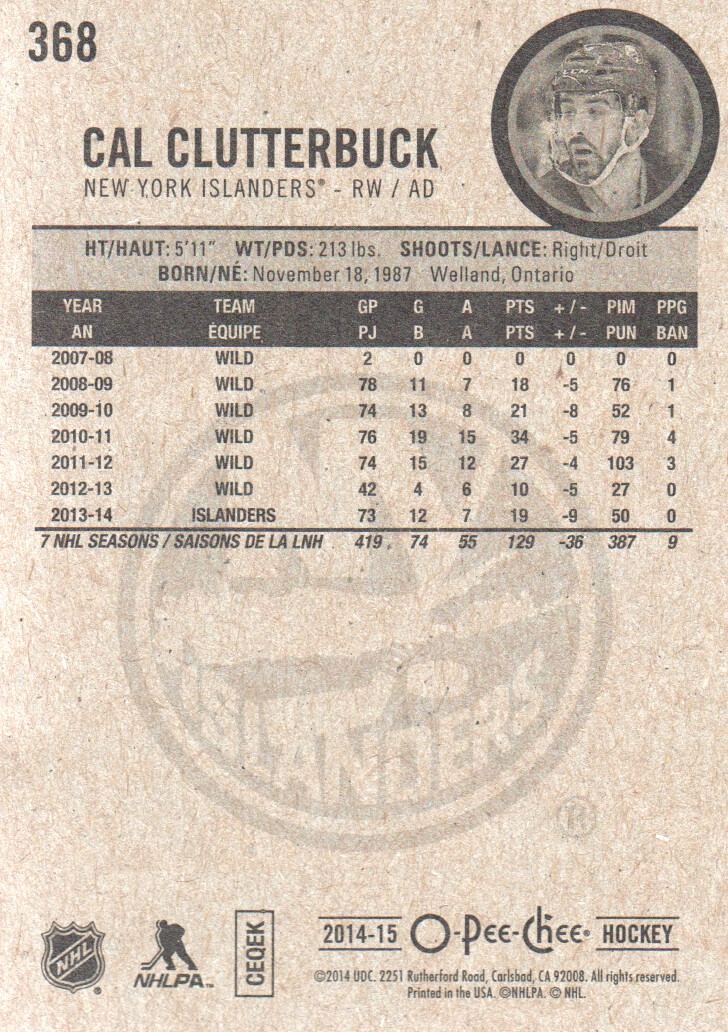 368
CAL CLUTTERBUCK
NEW YORK ISLANDERS® - RW / AD
HT/HAUT: 5'11" WT/PDS: 213 lbs. SHOOTS/LANCE: Right/Droit
BORN/NÉ: November 18, 1987 Welland, Ontario
YEAR TEAM GP G A PTS + / - PIM PPG
AN ÉQUIPE PJ B A PTS + / - PUN BAN
2007-08 WILD 2 0 0 0 0 0 0
2008-09 WILD 78 11 7 18 -5 76 1
2009-10 WILD 74 13 8 21 -8 52 1
2010-11 WILD 76 19 15 34 -5 79 4
2011-12 WILD 74 15 12 27 -4 103 3
2012-13 WILD 42 4 6 10 -5 27 0
2013-14 ISLANDERS 73 12 7 19 -9 50 0
7 NHL SEASONS / SAISONS DE LA LNH 419 74 55 129 -36 387 9
ISLANDERS
®
NHL ®
NHLPA™
CEQEK
2014-15 O-Pee-Chee® HOCKEY
©2014 UDC. 2251 Rutherford Road, Carlsbad, CA 92008. All rights reserved.
Printed in the USA. ©NHLPA. © NHL.